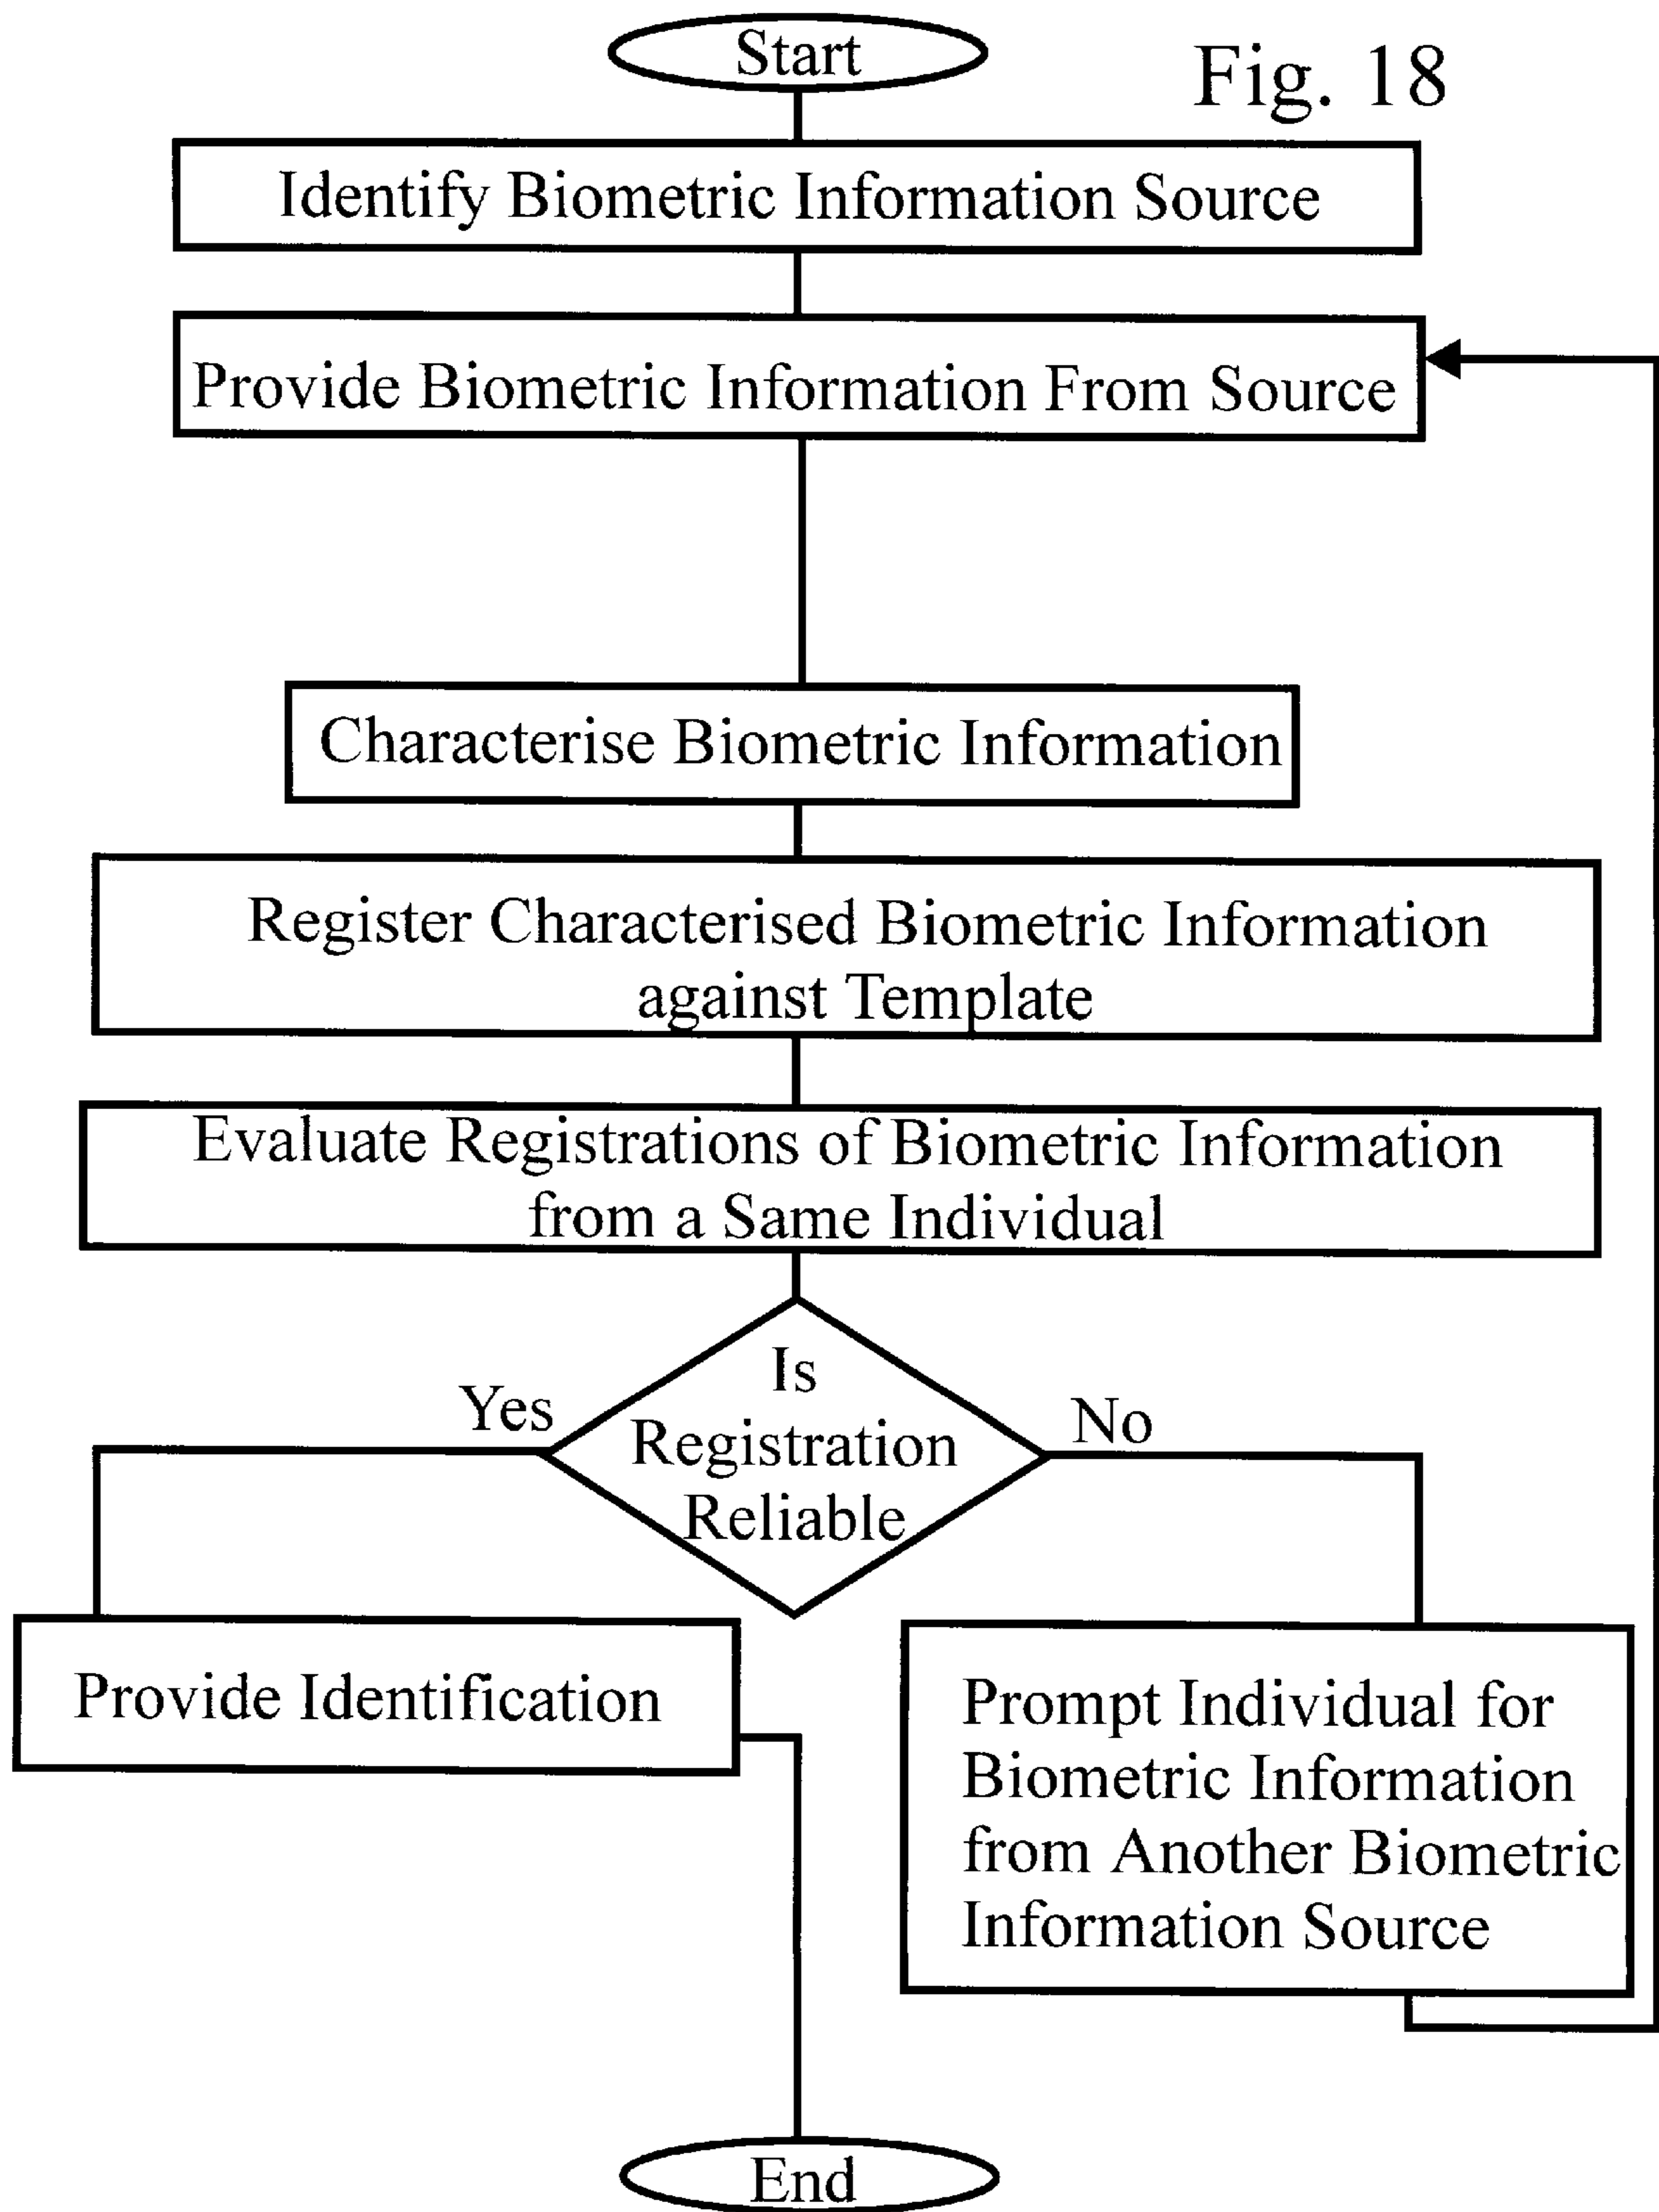 Start
Fig. 18
Identify Biometric Information Source
Provide Biometric Information From Source
Characterise Biometric Information
Register Characterised Biometric Information
against Template
Evaluate Registrations of Biometric Information
from a Same Individual
Is
Registration
Reliable
Yes
No
Provide Identification
Prompt Individual for
Biometric Information
from Another Biometric
Information Source
End